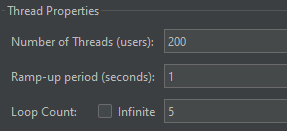 Thread Properties
Number of Threads (users): 200
Ramp-up period (seconds): 1
Loop Count: Infinite 5